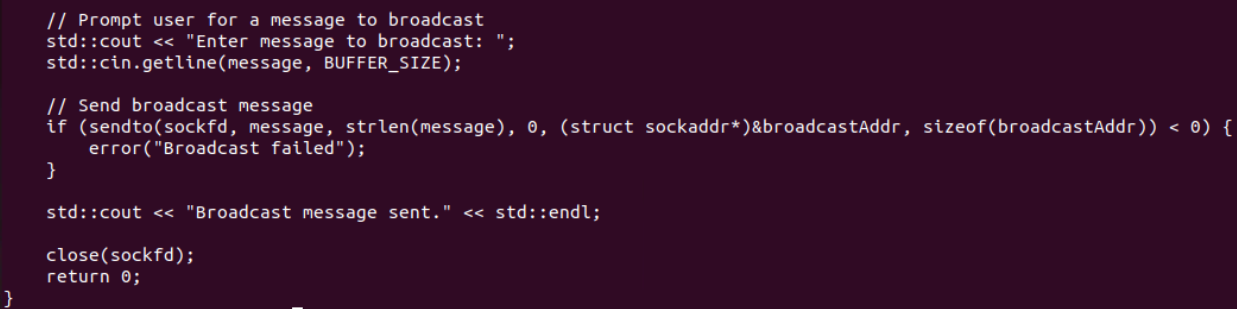 // Prompt user for a message to broadcast
std::cout << "Enter message to broadcast: ";
std::cin.getline(message, BUFFER_SIZE);
// Send broadcast message
if (sendto(sockfd, message, strlen(message), 0, (struct sockaddr*)&broadcastAddr, sizeof(broadcastAddr)) < 0) {
error("Broadcast failed");
}
std::cout << "Broadcast message sent." << std::endl;
close(sockfd);
return 0;
}